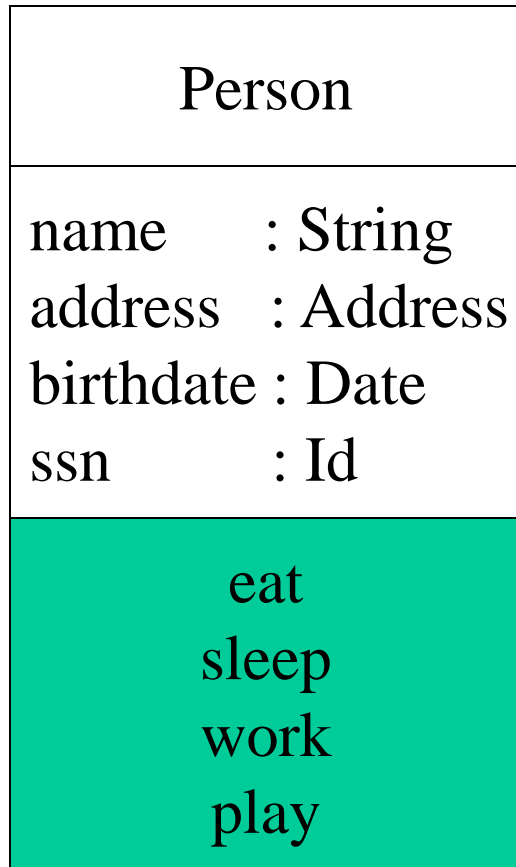 Person
name : String
address : Address
birthdate : Date
ssn : Id
eat
sleep
work
play